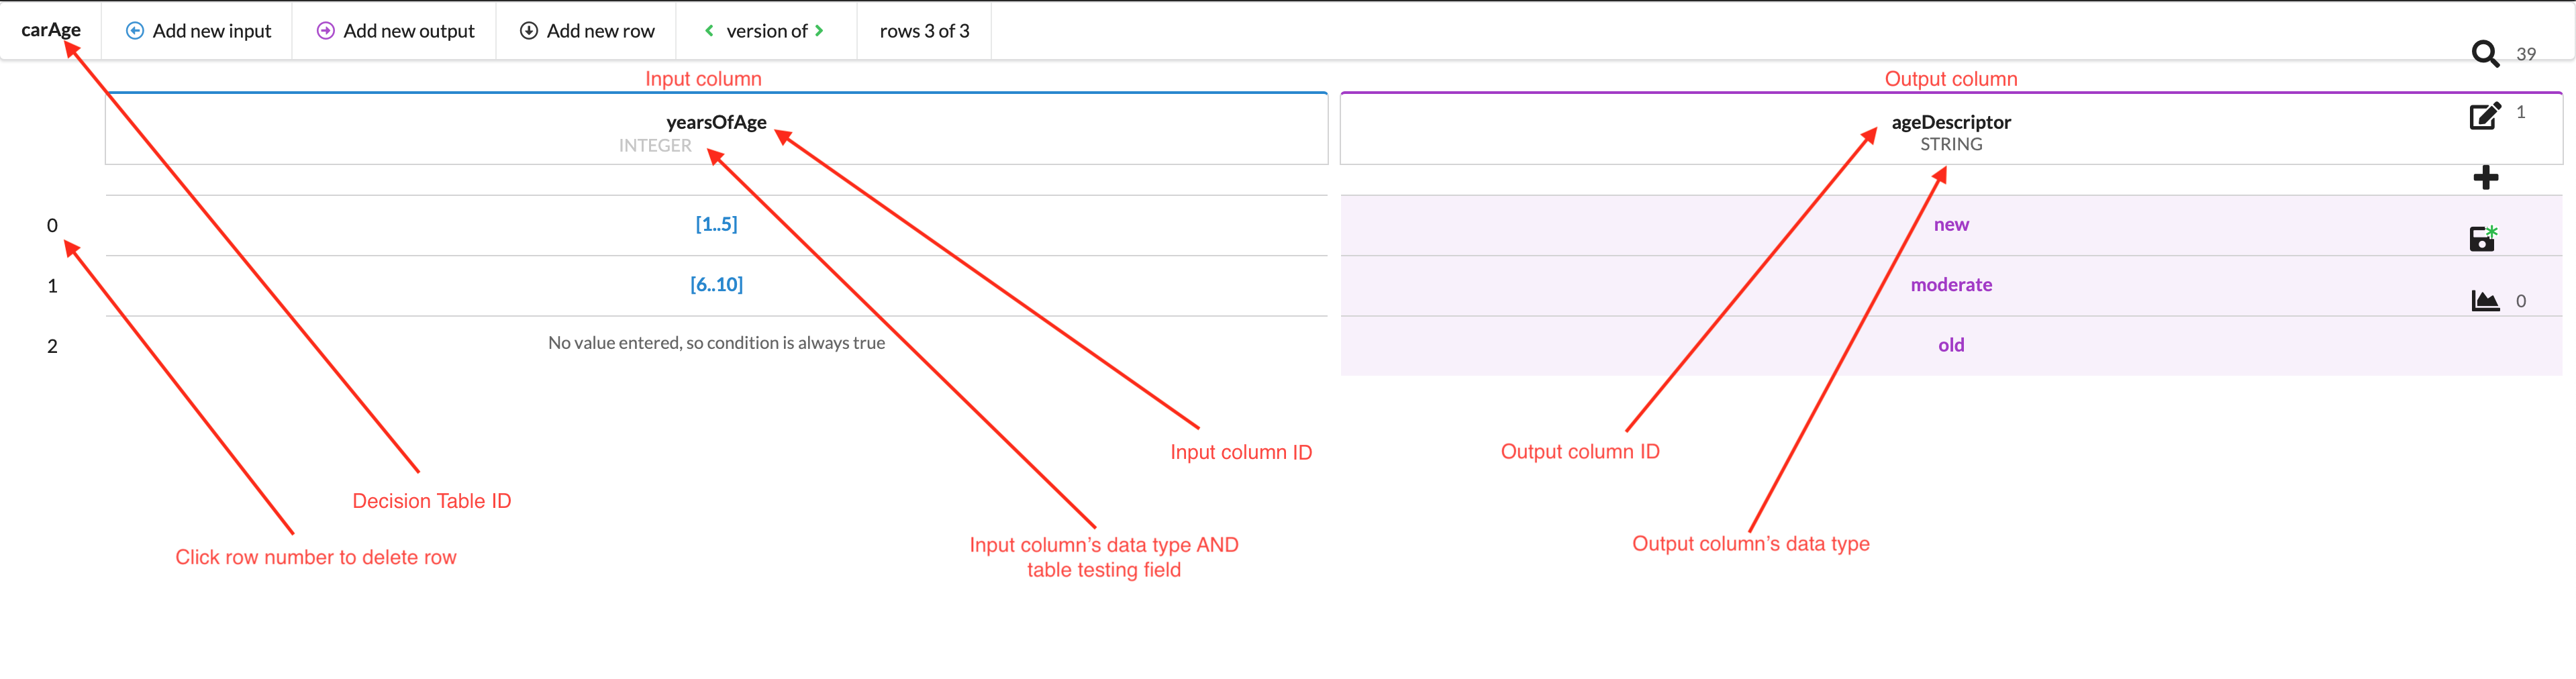 carAge
Add new input
Add new output
Add new row
version of
rows 3 of 3
39
Input column
Output column
yearsOfAge
INTEGER
ageDescriptor
STRING
1
0
[1..5]
new
1
[6..10]
moderate
0
2
No value entered, so condition is always true
old
Input column ID
Output column ID
Decision Table ID
Click row number to delete row
Input column’s data type AND
table testing field
Output column’s data type